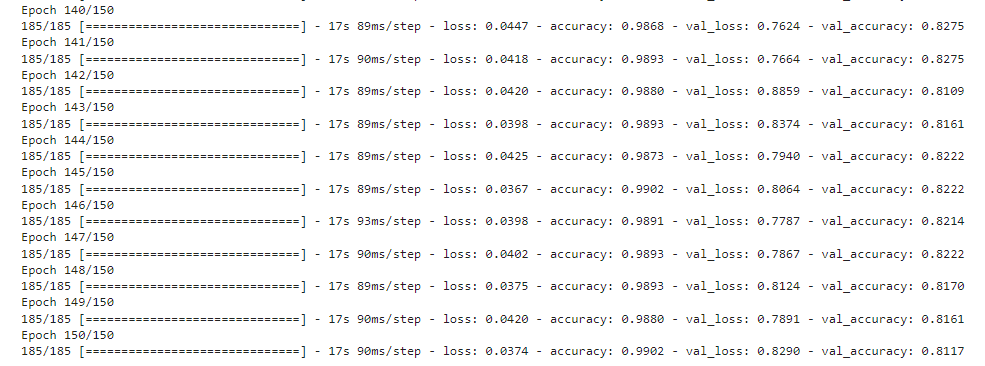 Epoch 140/150
185/185 [==============================] - 17s 89ms/step - loss: 0.0447 - accuracy: 0.9868 - val_loss: 0.7624 - val_accuracy: 0.8275
Epoch 141/150
185/185 [==============================] - 17s 90ms/step - loss: 0.0418 - accuracy: 0.9893 - val_loss: 0.7664 - val_accuracy: 0.8275
Epoch 142/150
185/185 [==============================] - 17s 89ms/step - loss: 0.0420 - accuracy: 0.9880 - val_loss: 0.8859 - val_accuracy: 0.8109
Epoch 143/150
185/185 [==============================] - 17s 89ms/step - loss: 0.0398 - accuracy: 0.9893 - val_loss: 0.8374 - val_accuracy: 0.8161
Epoch 144/150
185/185 [==============================] - 17s 89ms/step - loss: 0.0425 - accuracy: 0.9873 - val_loss: 0.7940 - val_accuracy: 0.8222
Epoch 145/150
185/185 [==============================] - 17s 89ms/step - loss: 0.0367 - accuracy: 0.9902 - val_loss: 0.8064 - val_accuracy: 0.8222
Epoch 146/150
185/185 [==============================] - 17s 93ms/step - loss: 0.0398 - accuracy: 0.9891 - val_loss: 0.7787 - val_accuracy: 0.8214
Epoch 147/150
185/185 [==============================] - 17s 90ms/step - loss: 0.0402 - accuracy: 0.9893 - val_loss: 0.7867 - val_accuracy: 0.8222
Epoch 148/150
185/185 [==============================] - 17s 89ms/step - loss: 0.0375 - accuracy: 0.9893 - val_loss: 0.8124 - val_accuracy: 0.8170
Epoch 149/150
185/185 [==============================] - 17s 90ms/step - loss: 0.0420 - accuracy: 0.9880 - val_loss: 0.7891 - val_accuracy: 0.8161
Epoch 150/150
185/185 [==============================] - 17s 90ms/step - loss: 0.0374 - accuracy: 0.9902 - val_loss: 0.8290 - val_accuracy: 0.8117